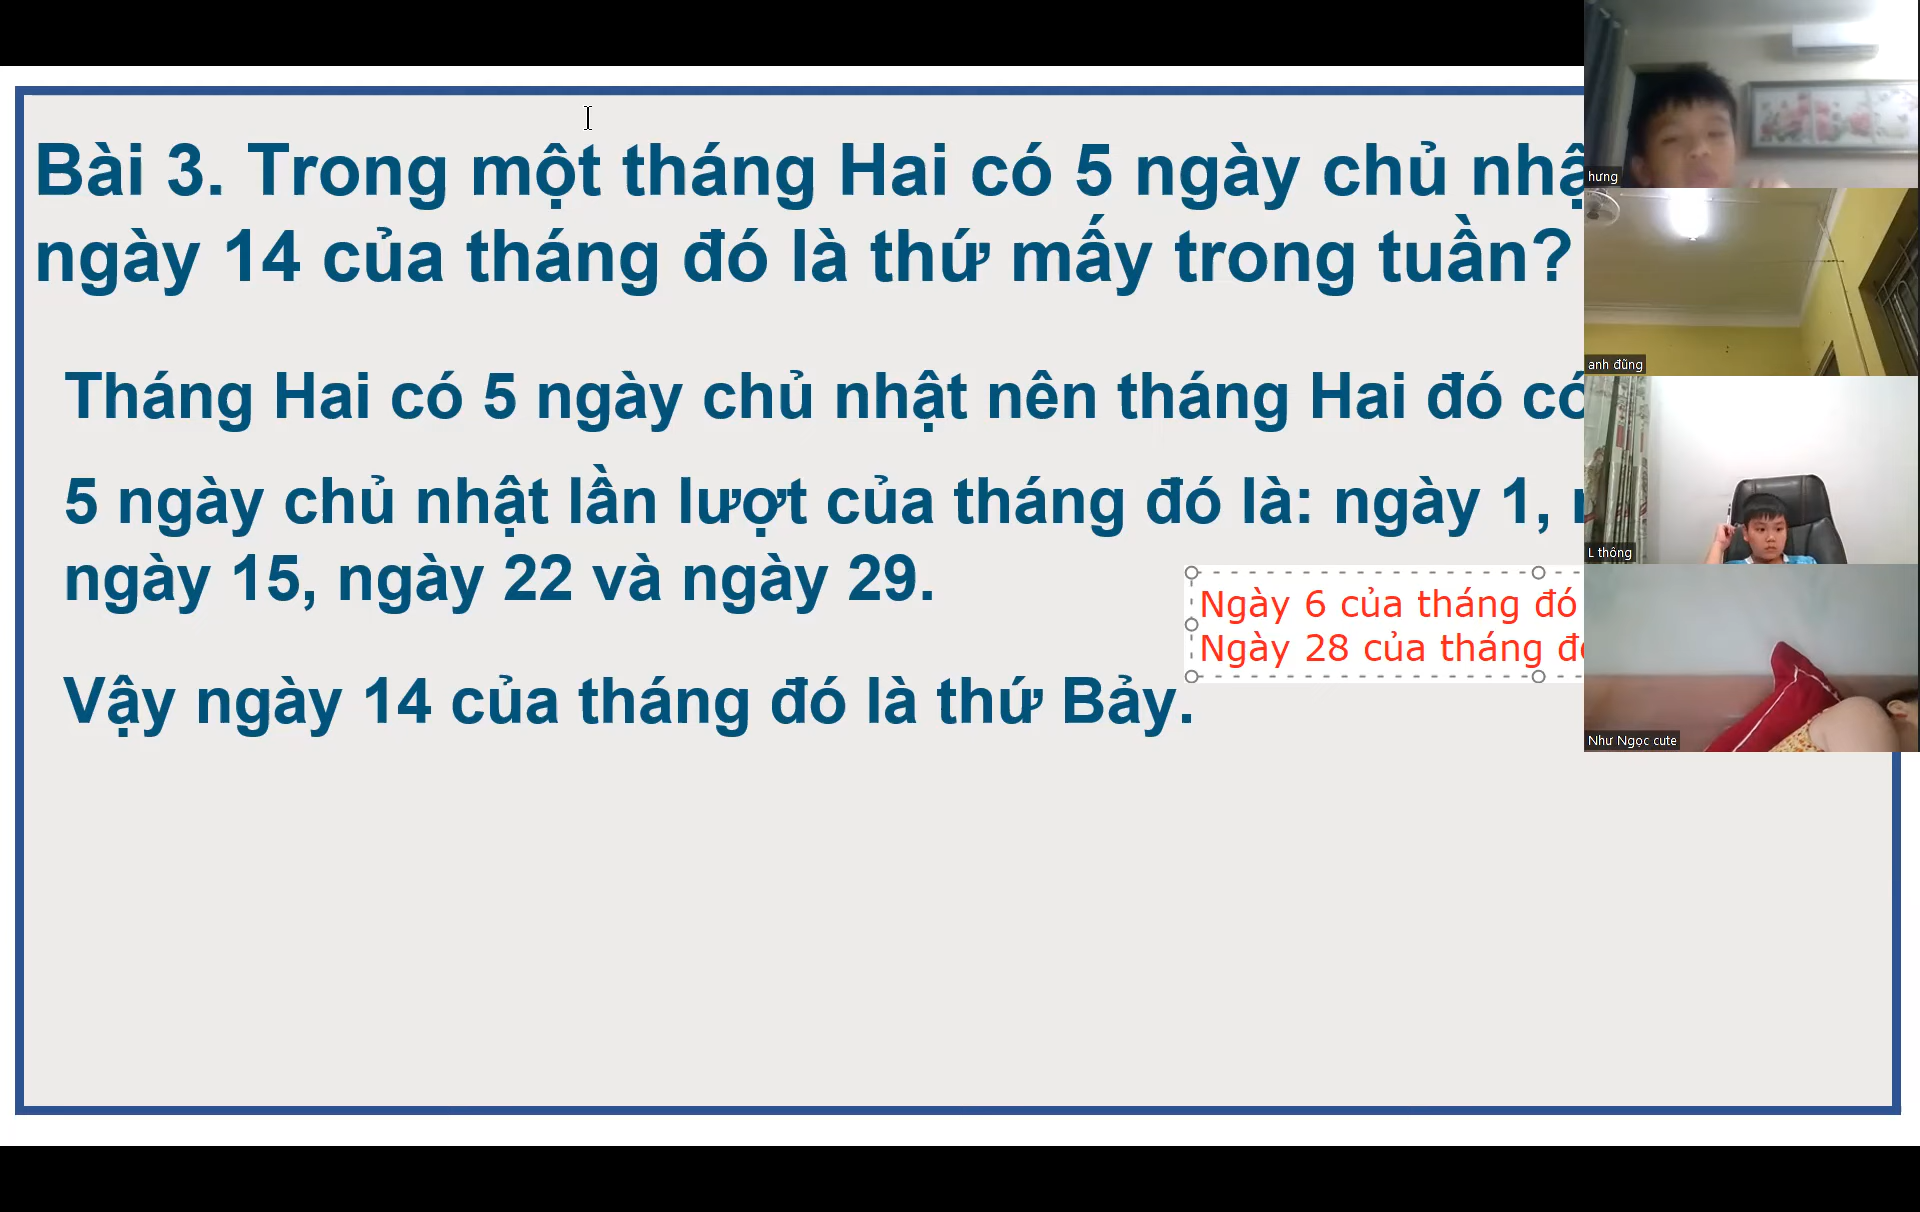 Bài 3. Trong một tháng Hai có 5 ngày chủ
ngày 14 của tháng đó là thứ mấy trong tuần?
Tháng Hai có 5 ngày chủ nhật nên tháng Hai đó có
5 ngày chủ nhật lần lượt của tháng đó là: ngày 1,
ngày 15, ngày 22 và ngày 29.
Ngày 6 của tháng đó
Ngày 28 của tháng
Vậy ngày 14 của tháng đó là thứ Bảy.
hưng
anh đũng
L thông
Như Ngọc cute